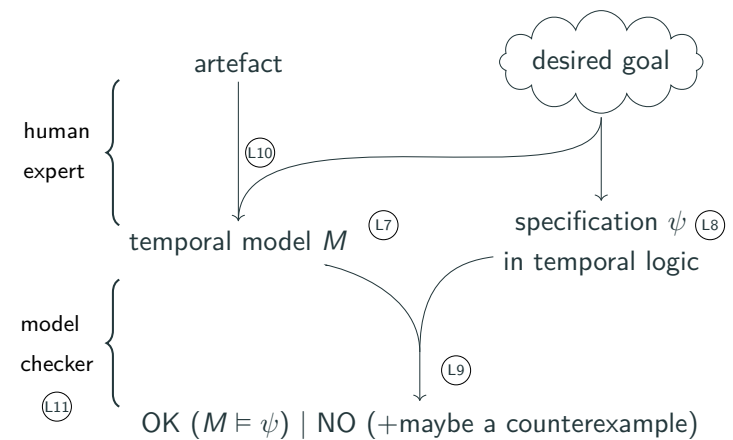 artefact
desired goal
human
expert
L10
temporal model M
L7
specification ψ
L8
in temporal logic
model
checker
L9
L11
OK (M ⊨ ψ) | NO (+maybe a counterexample)